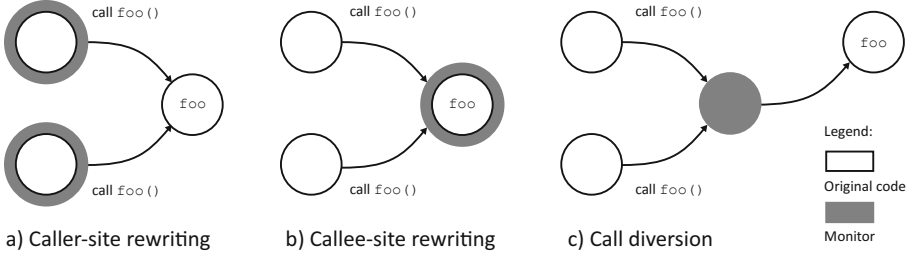 call foo()
foo
call foo()
a) Caller-site rewriting
call foo()
foo
call foo()
b) Callee-site rewriting
call foo()
foo
call foo()
c) Call diversion
Legend:
Original code
Monitor